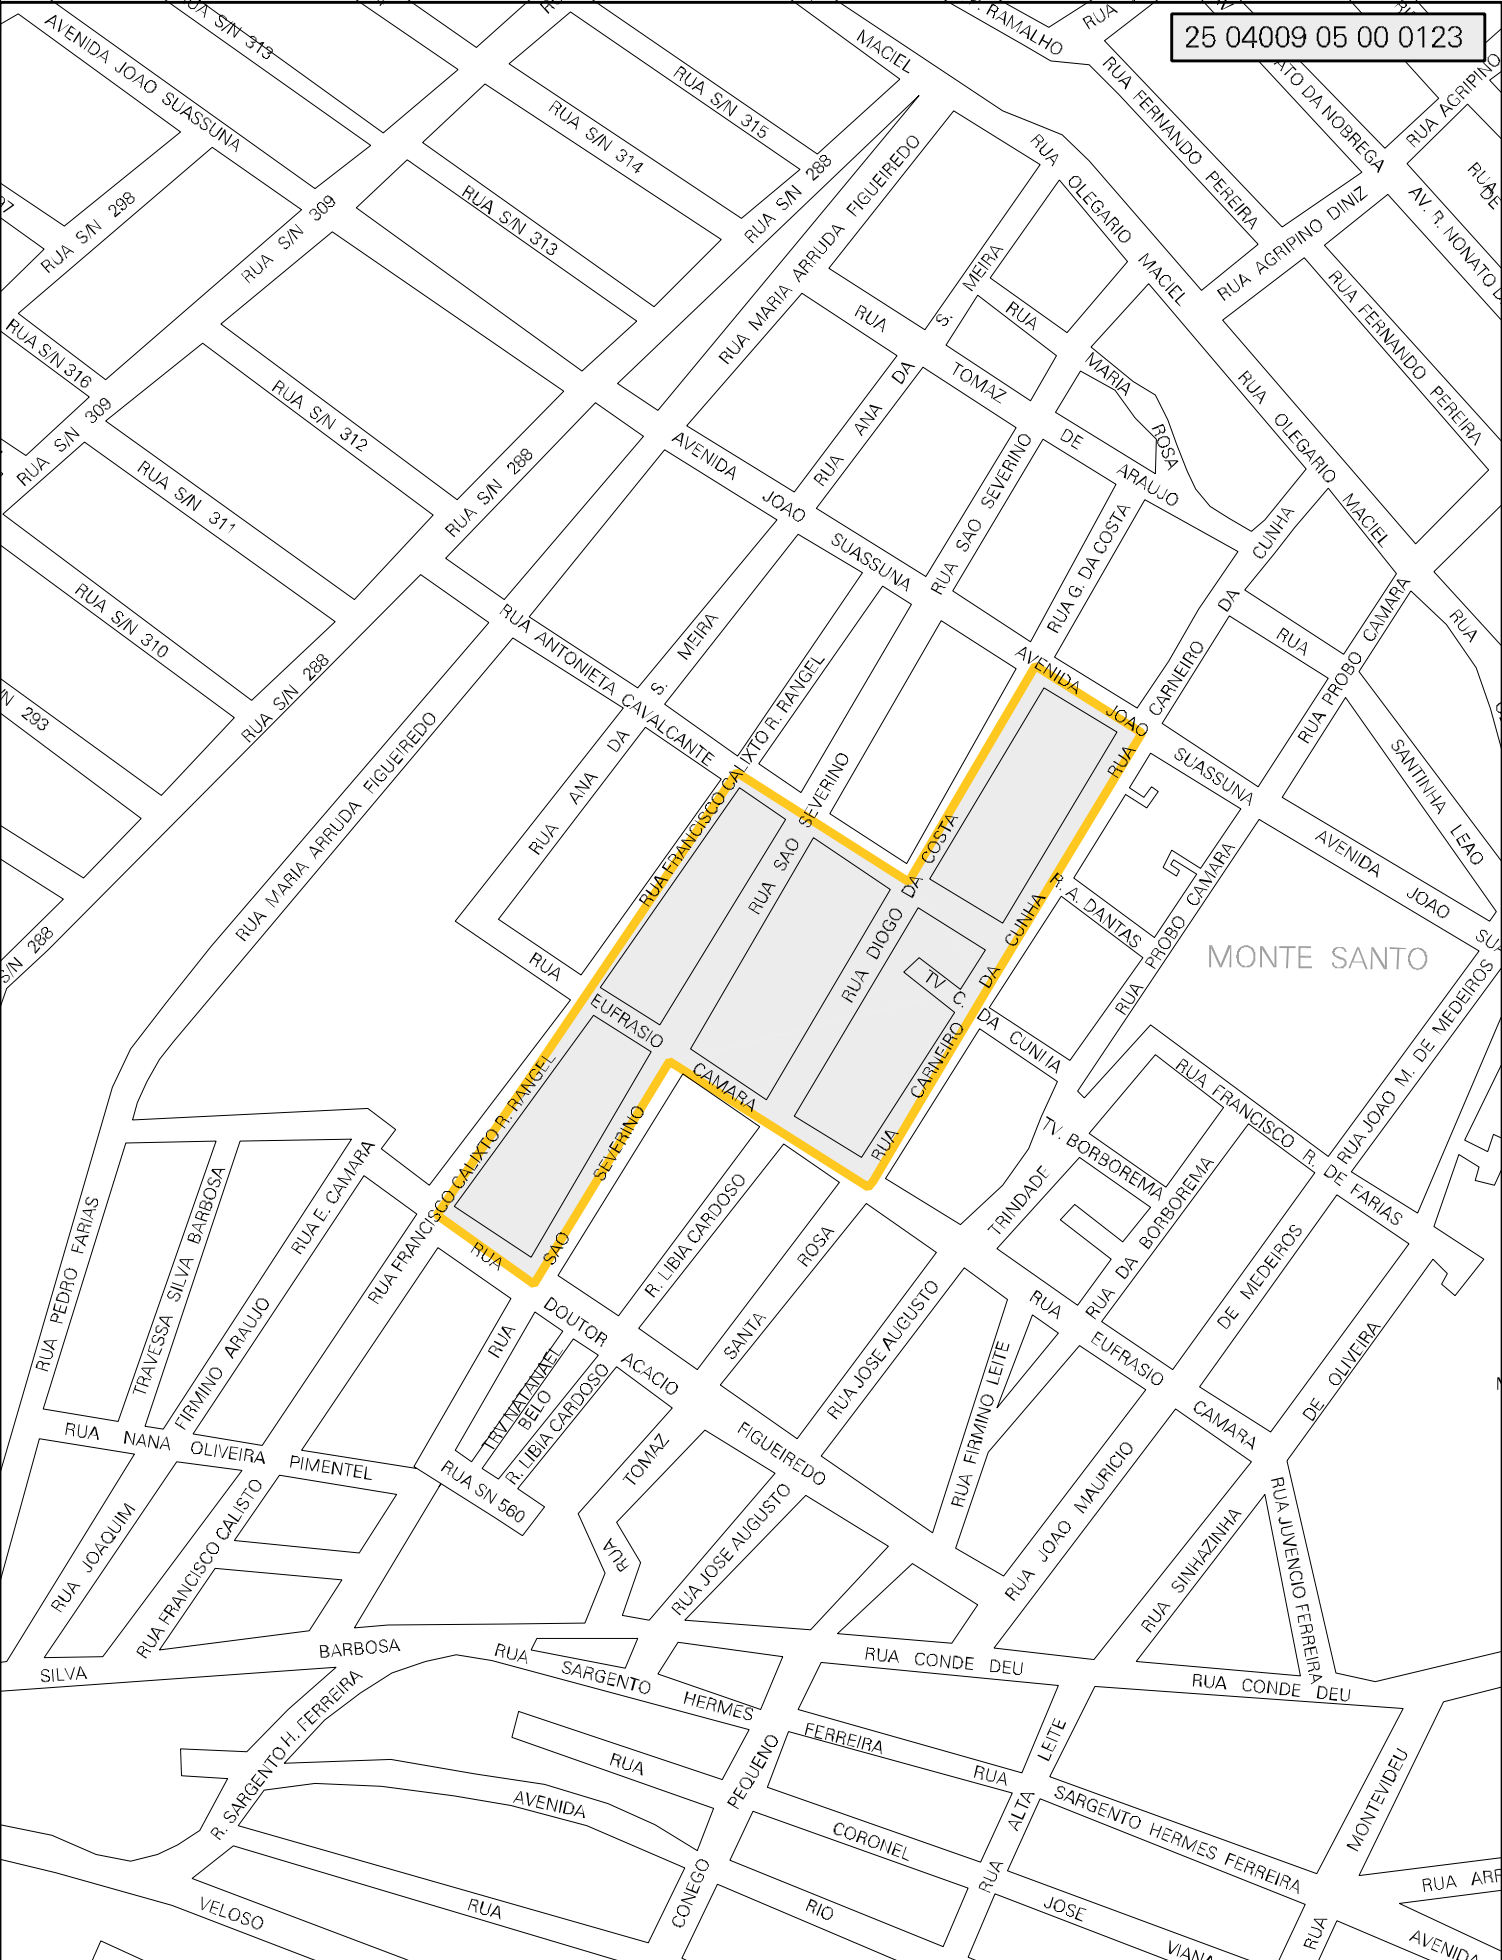 25 04009 05 00 0123
RUA S/N 313
AVENIDA JOAO SUASSUNA
MACIEL
RAMALHO
RUA
RUA FERNANDO PEREIRA
RUA AGRIPINO
RUA S/N 315
RUA S/N 314
RUA S/N 288
RUA S/N 298
RUA S/N 309
RUA S/N 313
RUA MARIA ARRUDA FIGUEIREDO
RUA OLEGARIO MACIEL
RUA AGRIPINO DINIZ
AV. R. NONATO D
RUA FERNANDO PEREIRA
RUA S/N 316
RUA S/N 309
RUA S/N 312
RUA S/N 311
RUA S/N 288
RUA S/N 310
RUA TOMAZ DE ARAUJO
RUA
RUA ANA DA S. MEIRA
MARIA ROSA
RUA OLEGARIO MACIEL
AVENIDA JOAO SUASSUNA
RUA SAO SEVERINO
RUA G. DA COSTA
RUA CARNEIRO DA CUNHA
RUA PROBO CAMARA
RUA
RUA
SANTINHA LEAO
RUA ANTONIETA CAVALCANTE
RUA ANA DA S. MEIRA
RUA FRANCISCO CALIXTO R. RANGEL
RUA S/N 288
N 293
S/N 288
RUA MARIA ARRUDA FIGUEIREDO
AVENIDA JOAO SUASSUNA
AVENIDA JOAO
RUA SAO SEVERINO
RUA DIOGO DA COSTA
R. A. DANTAS
RUA PROBO CAMARA
MONTE SANTO
RUA EUFRASIO CAMARA
TV C. DA CUNHA
RUA CARNEIRO DA CUNHA
RUA JOAO M. DE MEDEIROS
RUA FRANCISCO R. DE FARIAS
TV. BORBOREMA
TRINDADE
RUA DA BORBOREMA
RUA FRANCISCO CALIXTO R. RANGEL
SAO SEVERINO
RUA PEDRO FARIAS
TRAVESSA SILVA BARBOSA
RUA E. CAMARA
FIRMINO ARAUJO
RUA DOUTOR ACACIO FIGUEIREDO
R. LIBIA CARDOSO
SANTA ROSA
RUA JOSE AUGUSTO
RUA FIRMINO LEITE
RUA EUFRASIO CAMARA
DE MEDEIROS
DE OLIVEIRA
RUA
TRV NATANAEL
BELO
R. LIBIA CARDOSO
RUA SN 560
RUA TOMAZ
RUA NANA OLIVEIRA PIMENTEL
RUA JOAQUIM
RUA FRANCISCO CALISTO
RUA JOSE AUGUSTO
RUA JOAO MAURICIO
RUA SINHAZINHA
RUA JUVENCIO FERREIRA
SILVA
BARBOSA
RUA SARGENTO HERMES FERREIRA
RUA CONDE DEU
RUA CONDE DEU
R. SARGENTO H. FERREIRA
RUA
AVENIDA
CONEGO PEQUENO
RUA
SARGENTO HERMES FERREIRA
RUA ALTA LEITE
MONTEVIDEU
CORONEL
RUA
VELOSO
RUA
RIO
JOSE
VIANA
RUA ARR
AVENIDA